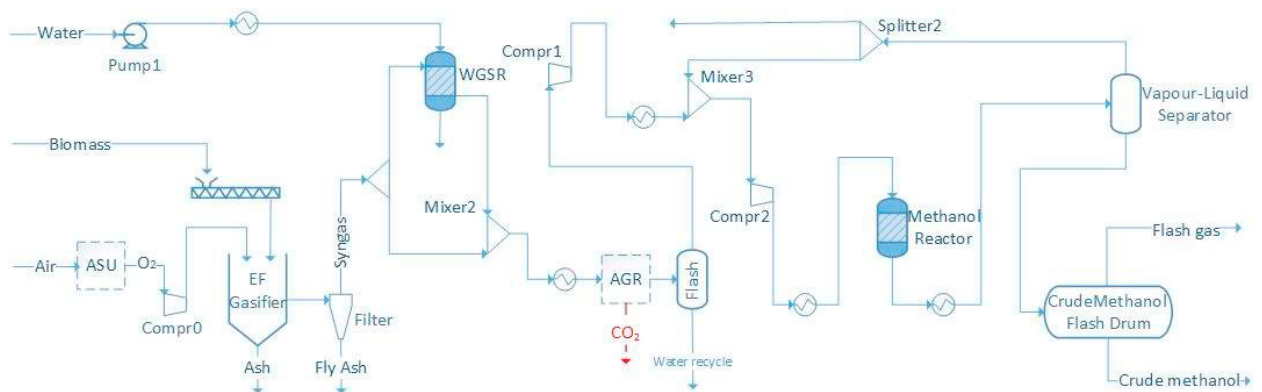 Water
Pump1
WGSR
Compr1
Splitter2
Mixer3
Vapour-Liquid
Separator
Biomass
Syngas
Mixer2
Compr2
Methanol
Reactor
Flash gas
Air
ASU
O₂
EF
Gasifier
Compr0
Filter
AGR
Flash
CrudeMethanol
Flash Drum
CO₂
Ash
Fly Ash
Water recycle
Crude methanol